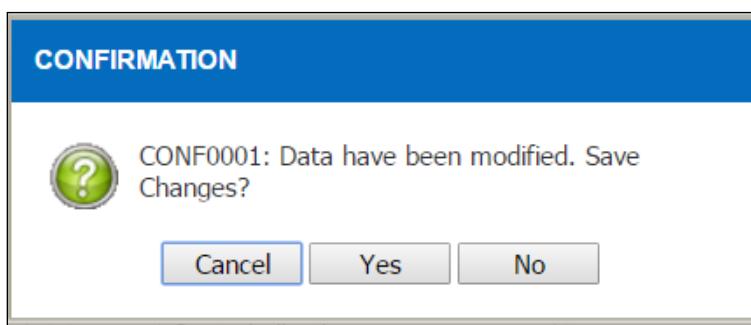 CONFIRMATION
CONF0001: Data have been modified. Save
Changes?
Cancel Yes No